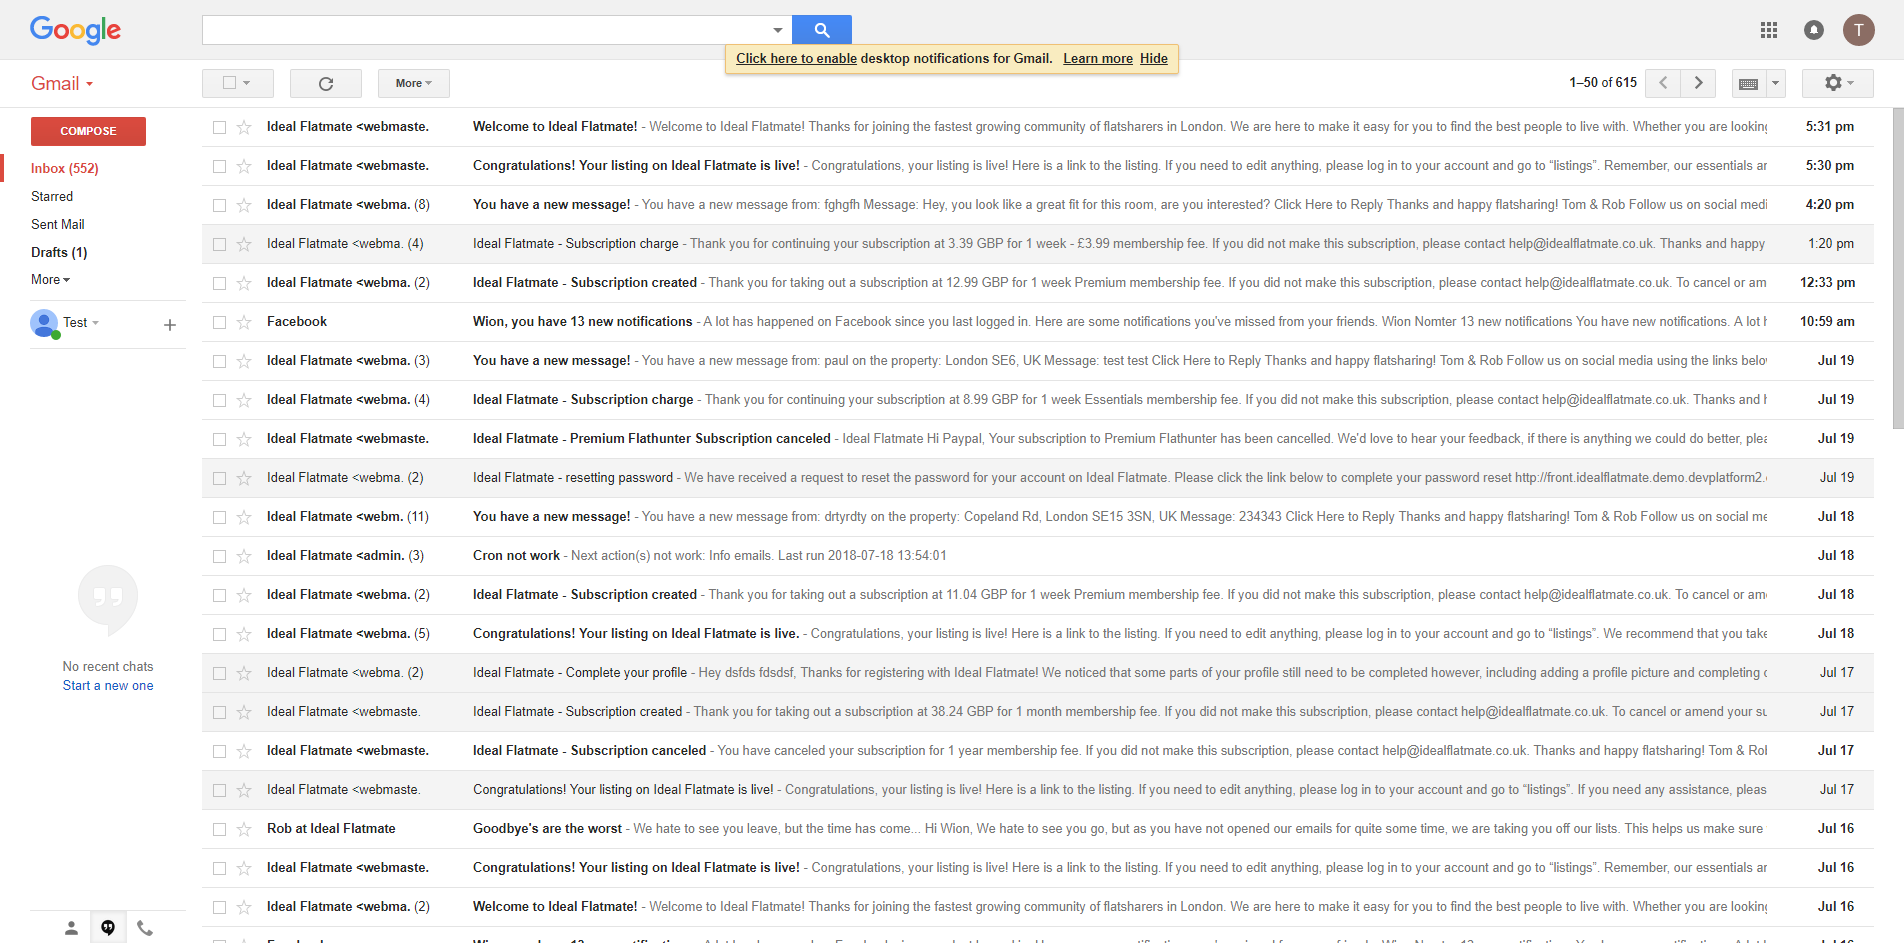 Google
T
Click here to enable desktop notifications for Gmail. Learn more Hide
Gmail More 1–50 of 615
COMPOSE
Inbox (552)
Starred
Sent Mail
Drafts (1)
More
Test
No recent chats
Start a new one
Ideal Flatmate <webmaste. Welcome to Ideal Flatmate! - Welcome to Ideal Flatmate! Thanks for joining the fastest growing community of flatsharers in London. We are here to make it easy for you to find the best people to live with. Whether you are looking 5:31 pm
Ideal Flatmate <webmaste. Congratulations! Your listing on Ideal Flatmate is live! - Congratulations, your listing is live! Here is a link to the listing. If you need to edit anything, please log in to your account and go to “listings”. Remember, our essentials ar 5:30 pm
Ideal Flatmate <webma. (8) You have a new message! - You have a new message from: fghgfh Message: Hey, you look like a great fit for this room, are you interested? Click Here to Reply Thanks and happy flatsharing! Tom & Rob Follow us on social medi 4:20 pm
Ideal Flatmate <webma. (4) Ideal Flatmate - Subscription charge - Thank you for continuing your subscription at 3.39 GBP for 1 week - £3.99 membership fee. If you did not make this subscription, please contact help@idealflatmate.co.uk. Thanks and happy 1:20 pm
Ideal Flatmate <webma. (2) Ideal Flatmate - Subscription created - Thank you for taking out a subscription at 12.99 GBP for 1 week Premium membership fee. If you did not make this subscription, please contact help@idealflatmate.co.uk. To cancel or am 12:33 pm
Facebook Wion, you have 13 new notifications - A lot has happened on Facebook since you last logged in. Here are some notifications you've missed from your friends. Wion Nomter 13 new notifications You have new notifications. A lot h 10:59 am
Ideal Flatmate <webma. (3) You have a new message! - You have a new message from: paul on the property: London SE6, UK Message: test test Click Here to Reply Thanks and happy flatsharing! Tom & Rob Follow us on social media using the links belov Jul 19
Ideal Flatmate <webma. (4) Ideal Flatmate - Subscription charge - Thank you for continuing your subscription at 8.99 GBP for 1 week Essentials membership fee. If you did not make this subscription, please contact help@idealflatmate.co.uk. Thanks and h Jul 19
Ideal Flatmate <webmaste. Ideal Flatmate - Premium Flathunter Subscription canceled - Ideal Flatmate Hi Paypal, Your subscription to Premium Flathunter has been cancelled. We'd love to hear your feedback, if there is anything we could do better, plea Jul 19
Ideal Flatmate <webma. (2) Ideal Flatmate - resetting password - We have received a request to reset the password for your account on Ideal Flatmate. Please click the link below to complete your password reset http://front.idealflatmate.demo.devplatform2.c Jul 19
Ideal Flatmate <webm. (11) You have a new message! - You have a new message from: drtyrdty on the property: Copeland Rd, London SE15 3SN, UK Message: 234343 Click Here to Reply Thanks and happy flatsharing! Tom & Rob Follow us on social me Jul 18
Ideal Flatmate <admin. (3) Cron not work - Next action(s) not work: Info emails. Last run 2018-07-18 13:54:01 Jul 18
Ideal Flatmate <webma. (2) Ideal Flatmate - Subscription created - Thank you for taking out a subscription at 11.04 GBP for 1 week Premium membership fee. If you did not make this subscription, please contact help@idealflatmate.co.uk. To cancel or ame Jul 18
Ideal Flatmate <webma. (5) Congratulations! Your listing on Ideal Flatmate is live. - Congratulations, your listing is live! Here is a link to the listing. If you need to edit anything, please log in to your account and go to “listings”. We recommend that you take Jul 18
Ideal Flatmate <webma. (2) Ideal Flatmate - Complete your profile - Hey dsfds fdsdsf, Thanks for registering with Ideal Flatmate! We noticed that some parts of your profile still need to be completed however, including adding a profile picture and completing c Jul 17
Ideal Flatmate <webmaste. Ideal Flatmate - Subscription created - Thank you for taking out a subscription at 38.24 GBP for 1 month membership fee. If you did not make this subscription, please contact help@idealflatmate.co.uk. To cancel or amend your su Jul 17
Ideal Flatmate <webmaste. Ideal Flatmate - Subscription canceled - You have canceled your subscription for 1 year membership fee. If you did not make this subscription, please contact help@idealflatmate.co.uk. Thanks and happy flatsharing! Tom & Rob Jul 17
Ideal Flatmate <webmaste. Congratulations! Your listing on Ideal Flatmate is live! - Congratulations, your listing is live! Here is a link to the listing. If you need to edit anything, please log in to your account and go to “listings”. If you need any assistance, pleas Jul 17
Rob at Ideal Flatmate Goodbye's are the worst - We hate to see you leave, but the time has come... Hi Wion, We hate to see you go, but as you have not opened our emails for quite some time, we are taking you off our lists. This helps us make sure Jul 16
Ideal Flatmate <webmaste. Congratulations! Your listing on Ideal Flatmate is live! - Congratulations, your listing is live! Here is a link to the listing. If you need to edit anything, please log in to your account and go to “listings”. Remember, our essentials ar Jul 16
Ideal Flatmate <webma. (2) Welcome to Ideal Flatmate! - Welcome to Ideal Flatmate! Thanks for joining the fastest growing community of flatsharers in London. We are here to make it easy for you to find the best people to live with. Whether you are looking Jul 16